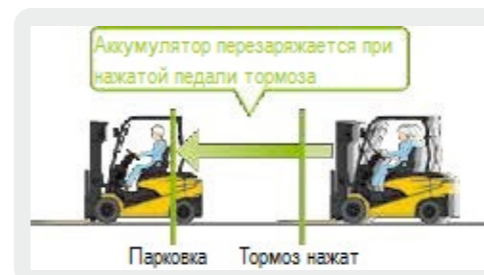 Аккумулятор перезаряжается при
нажатой педали тормоза
Парковка Тормоз нажат